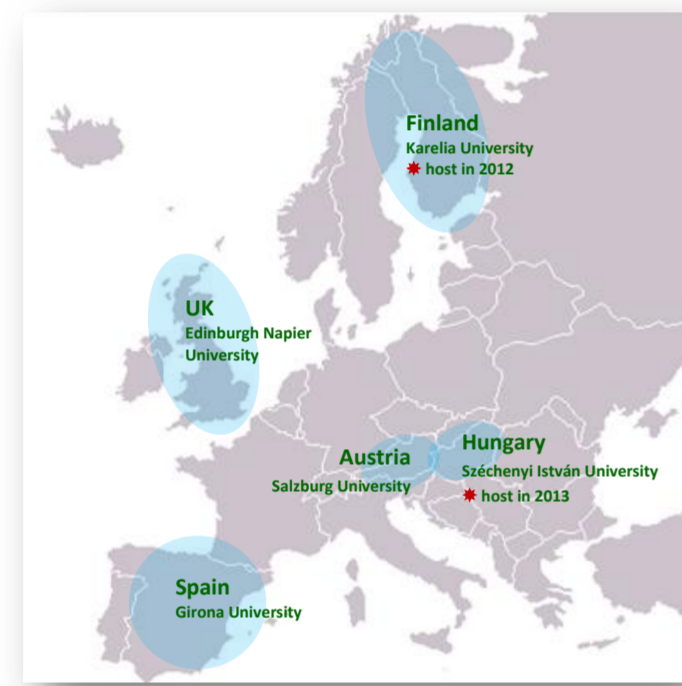 Finland
Karelia University
host in 2012
UK
Edinburgh Napier
University
Austria
Salzburg University
Hungary
Széchenyi István University
host in 2013
Spain
Girona University